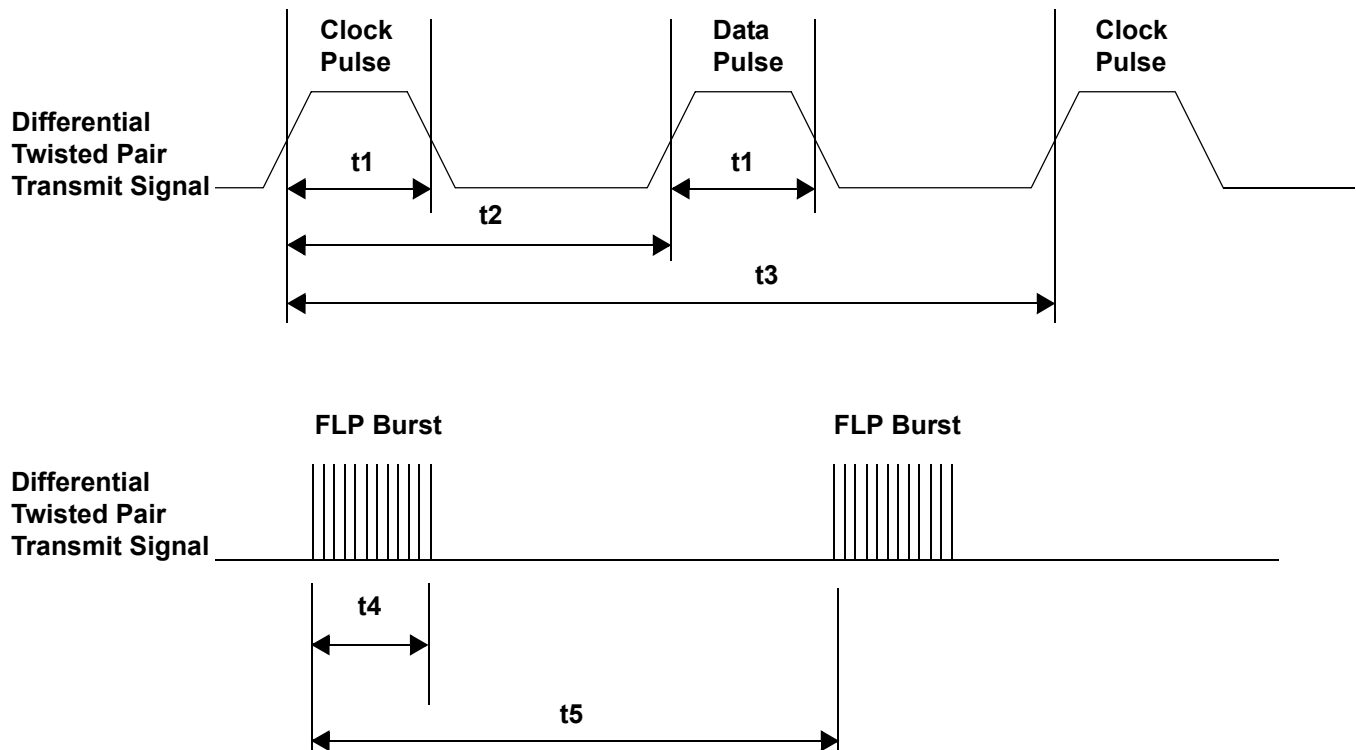 Clock
Pulse
Data
Pulse
Clock
Pulse
Differential
Twisted Pair
Transmit Signal
t1
t1
t2
t3
FLP Burst
FLP Burst
Differential
Twisted Pair
Transmit Signal
t4
t5